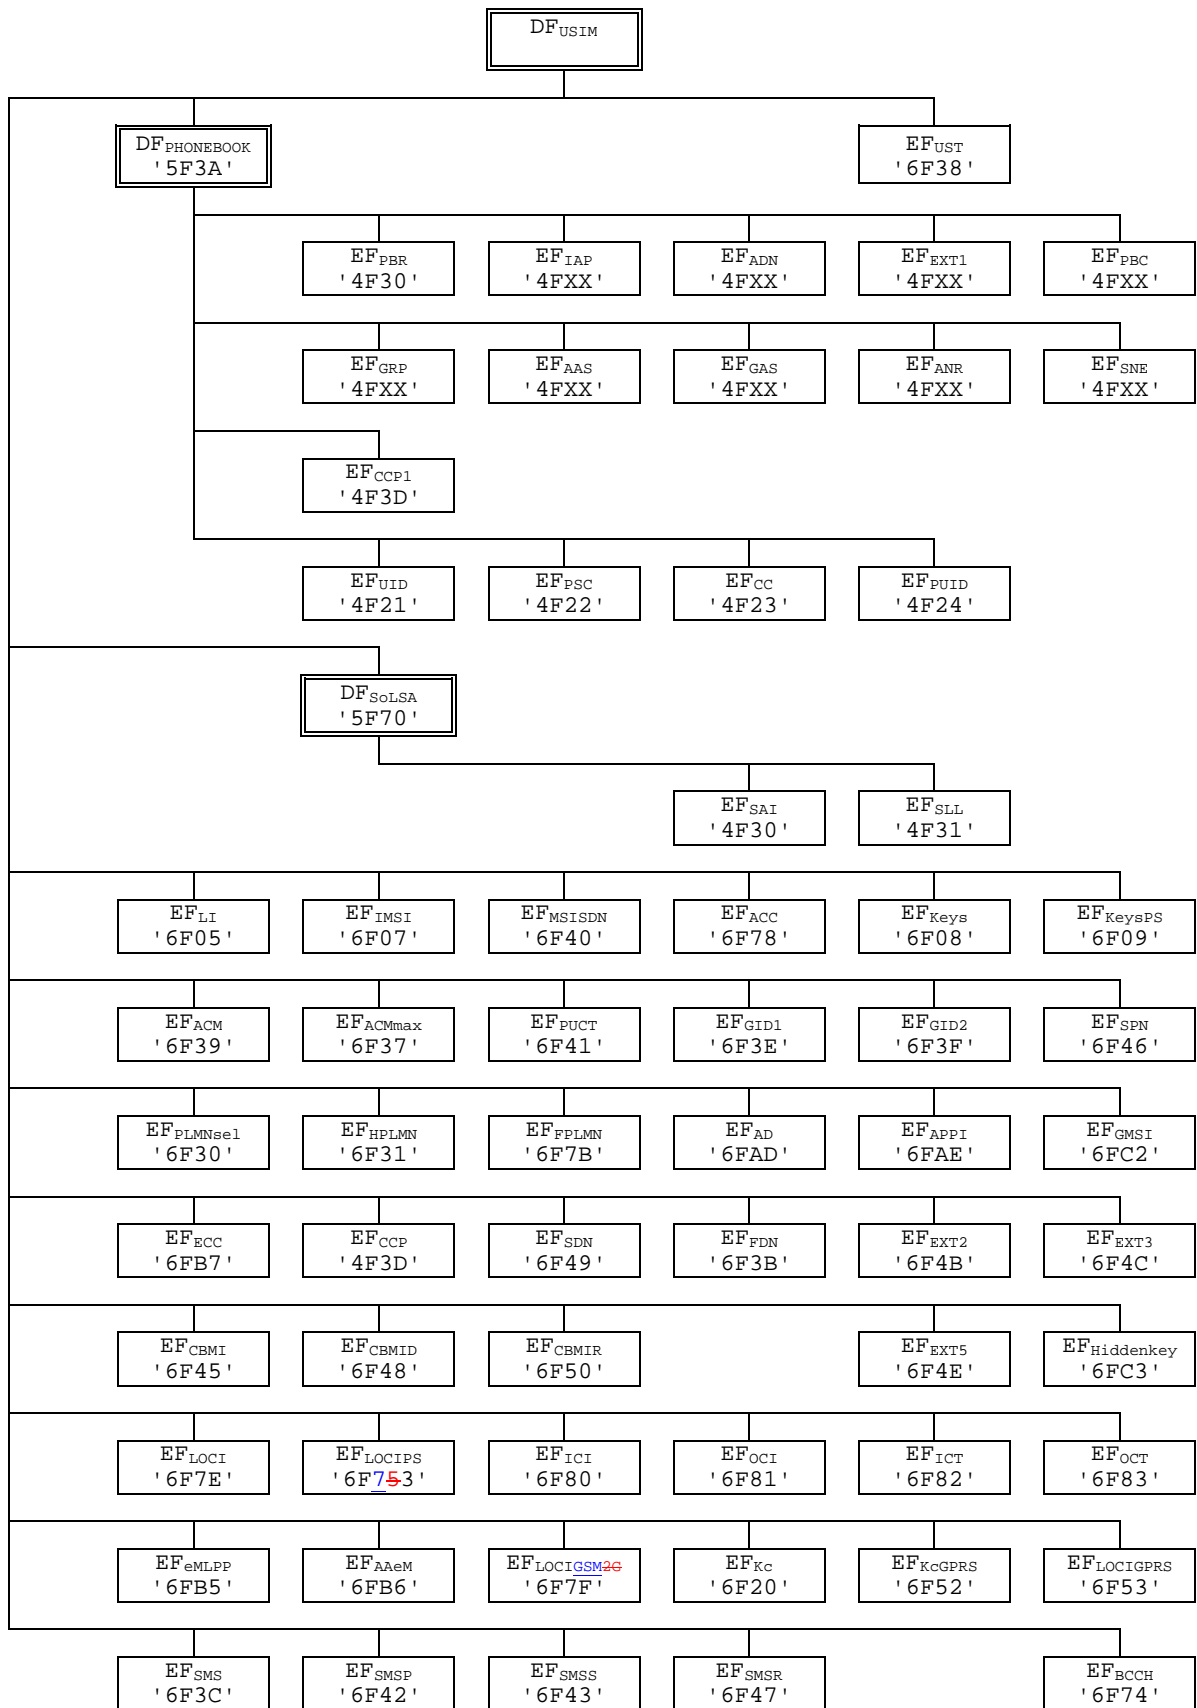 DFUSIM
DFPHONEBOOK
'5F3A'
EFUST
'6F38'
EFPBR
'4F30'
EFIAP
'4FXX'
EFADN
'4FXX'
EFEXT1
'4FXX'
EFPBC
'4FXX'
EFGRP
'4FXX'
EFAAS
'4FXX'
EFGAS
'4FXX'
EFANR
'4FXX'
EFSNE
'4FXX'
EFCCP1
'4F3D'
EFUID
'4F21'
EFPSC
'4F22'
EFCC
'4F23'
EFPUID
'4F24'
DFSoLSA
'5F70'
EFSAI
'4F30'
EFSLL
'4F31'
EFLI
'6F05'
EFIMSI
'6F07'
EFMSISDN
'6F40'
EFACC
'6F78'
EFKeys
'6F08'
EFKeysPS
'6F09'
EFACM
'6F39'
EFACMmax
'6F37'
EFPUCT
'6F41'
EFGID1
'6F3E'
EFGID2
'6F3F'
EFSPN
'6F46'
EFPLMNsel
'6F30'
EFHPLMN
'6F31'
EFFPLMN
'6F7B'
EFAD
'6FAD'
EFAPPI
'6FAE'
EFGMSI
'6FC2'
EFECC
'6FB7'
EFCCP
'4F3D'
EFSDN
'6F49'
EFFDN
'6F3B'
EFEXT2
'6F4B'
EFEXT3
'6F4C'
EFCBMI
'6F45'
EFCBMID
'6F48'
EFCBMIR
'6F50'
EFEXT5
'6F4E'
EFHiddenkey
'6FC3'
EFLOCI
'6F7E'
EFLOCIPS
'6F753'
EFICI
'6F80'
EFOCI
'6F81'
EFICT
'6F82'
EFOCT
'6F83'
EFeMLPP
'6FB5'
EFAAeM
'6FB6'
EFLOCIGSM2G
'6F7F'
EFKc
'6F20'
EFKcGPRS
'6F52'
EFLOCIGPRS
'6F53'
EFSMS
'6F3C'
EFSMSP
'6F42'
EFSMSS
'6F43'
EFSMSR
'6F47'
EFBCCH
'6F74'